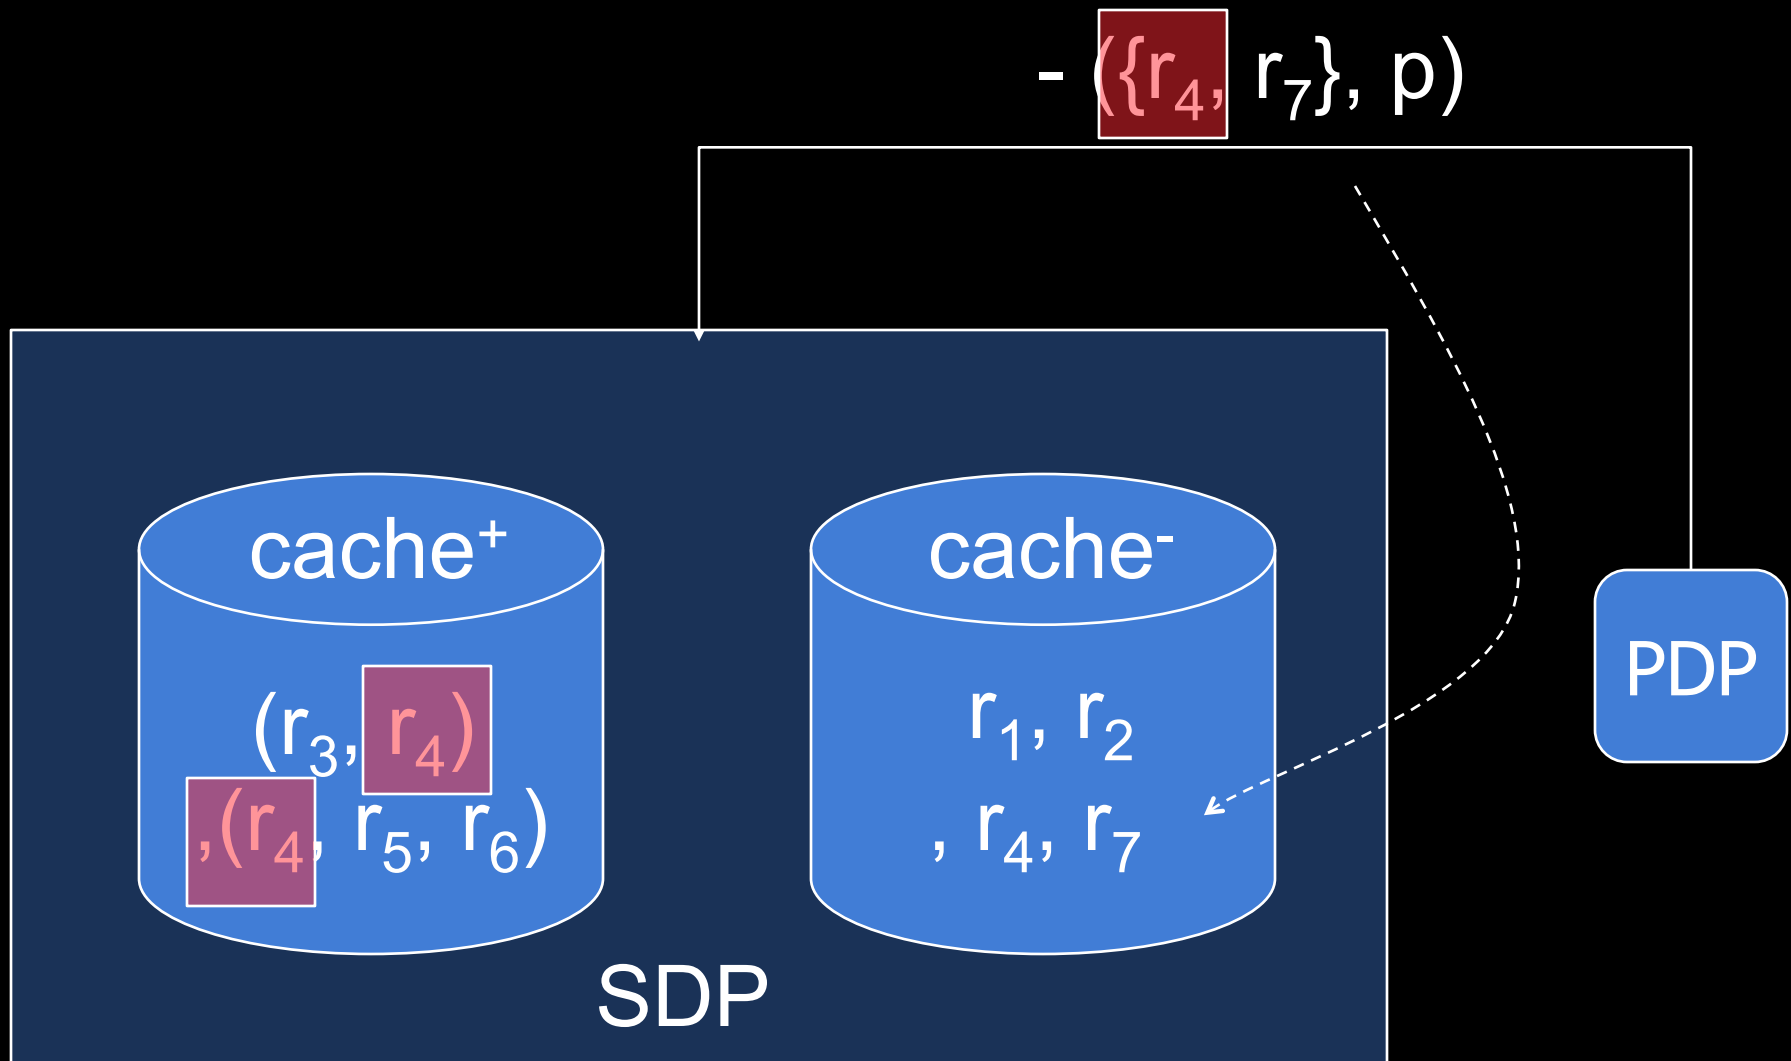 - ({r₄, r₇}, p)
cache⁺
(r₃, r₄)
,(r₄, r₅, r₆)
cache⁻
r₁, r₂
, r₄, r₇
PDP
SDP